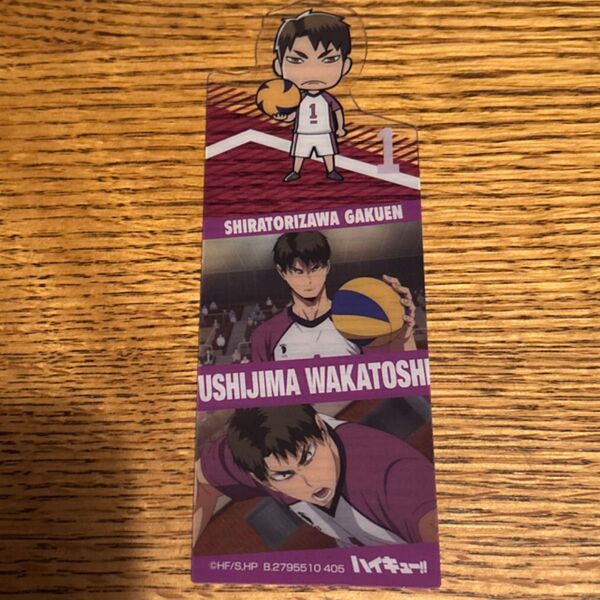 1
1
SHIRATORIZAWA GAKUEN
USHIJIMA WAKATOSHI
©HF/S,HP B.2795510 405 ハイキュー!!